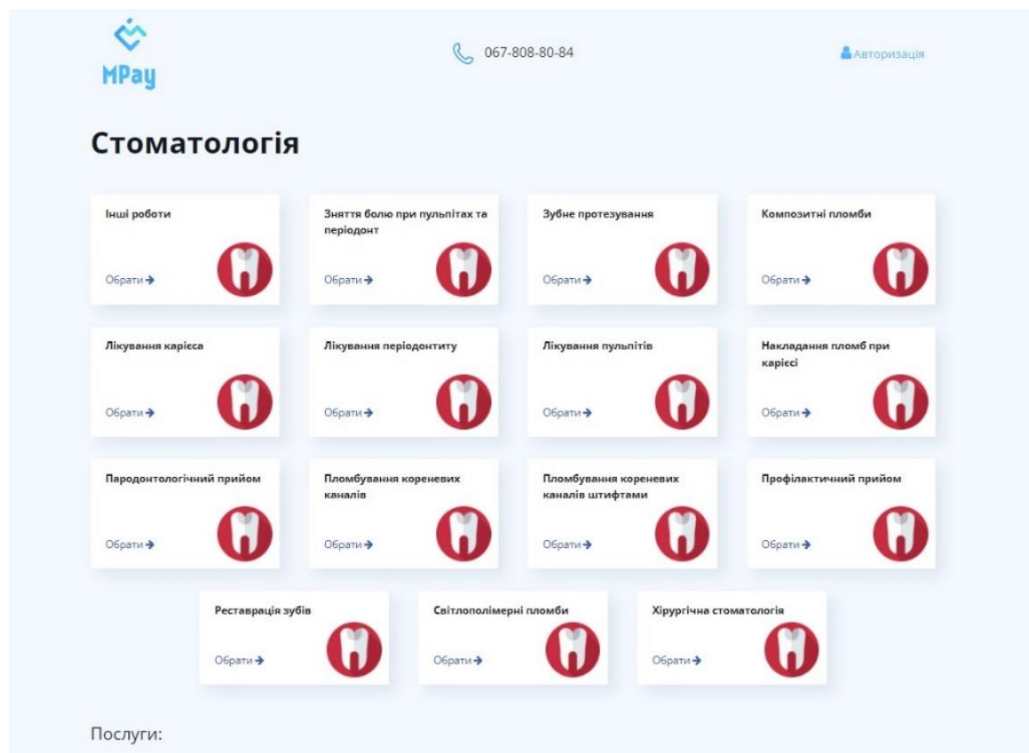 MPay
067-808-80-84
Авторизація
Стоматологія
Інші роботи
Обрати
Зняття болю при пульпітах та
періодонт
Обрати
Зубне протезування
Обрати
Композитні пломби
Обрати
Лікування карієса
Обрати
Лікування періодонтиту
Обрати
Лікування пульпітів
Обрати
Накладання пломб при
карієсі
Обрати
Пародонтологічний прийом
Обрати
Пломбування кореневих
каналів
Обрати
Пломбування кореневих
каналів штифтами
Обрати
Профілактичний прийом
Обрати
Реставрація зубів
Обрати
Світлополімерні пломби
Обрати
Хірургічна стоматологія
Обрати
Послуги: